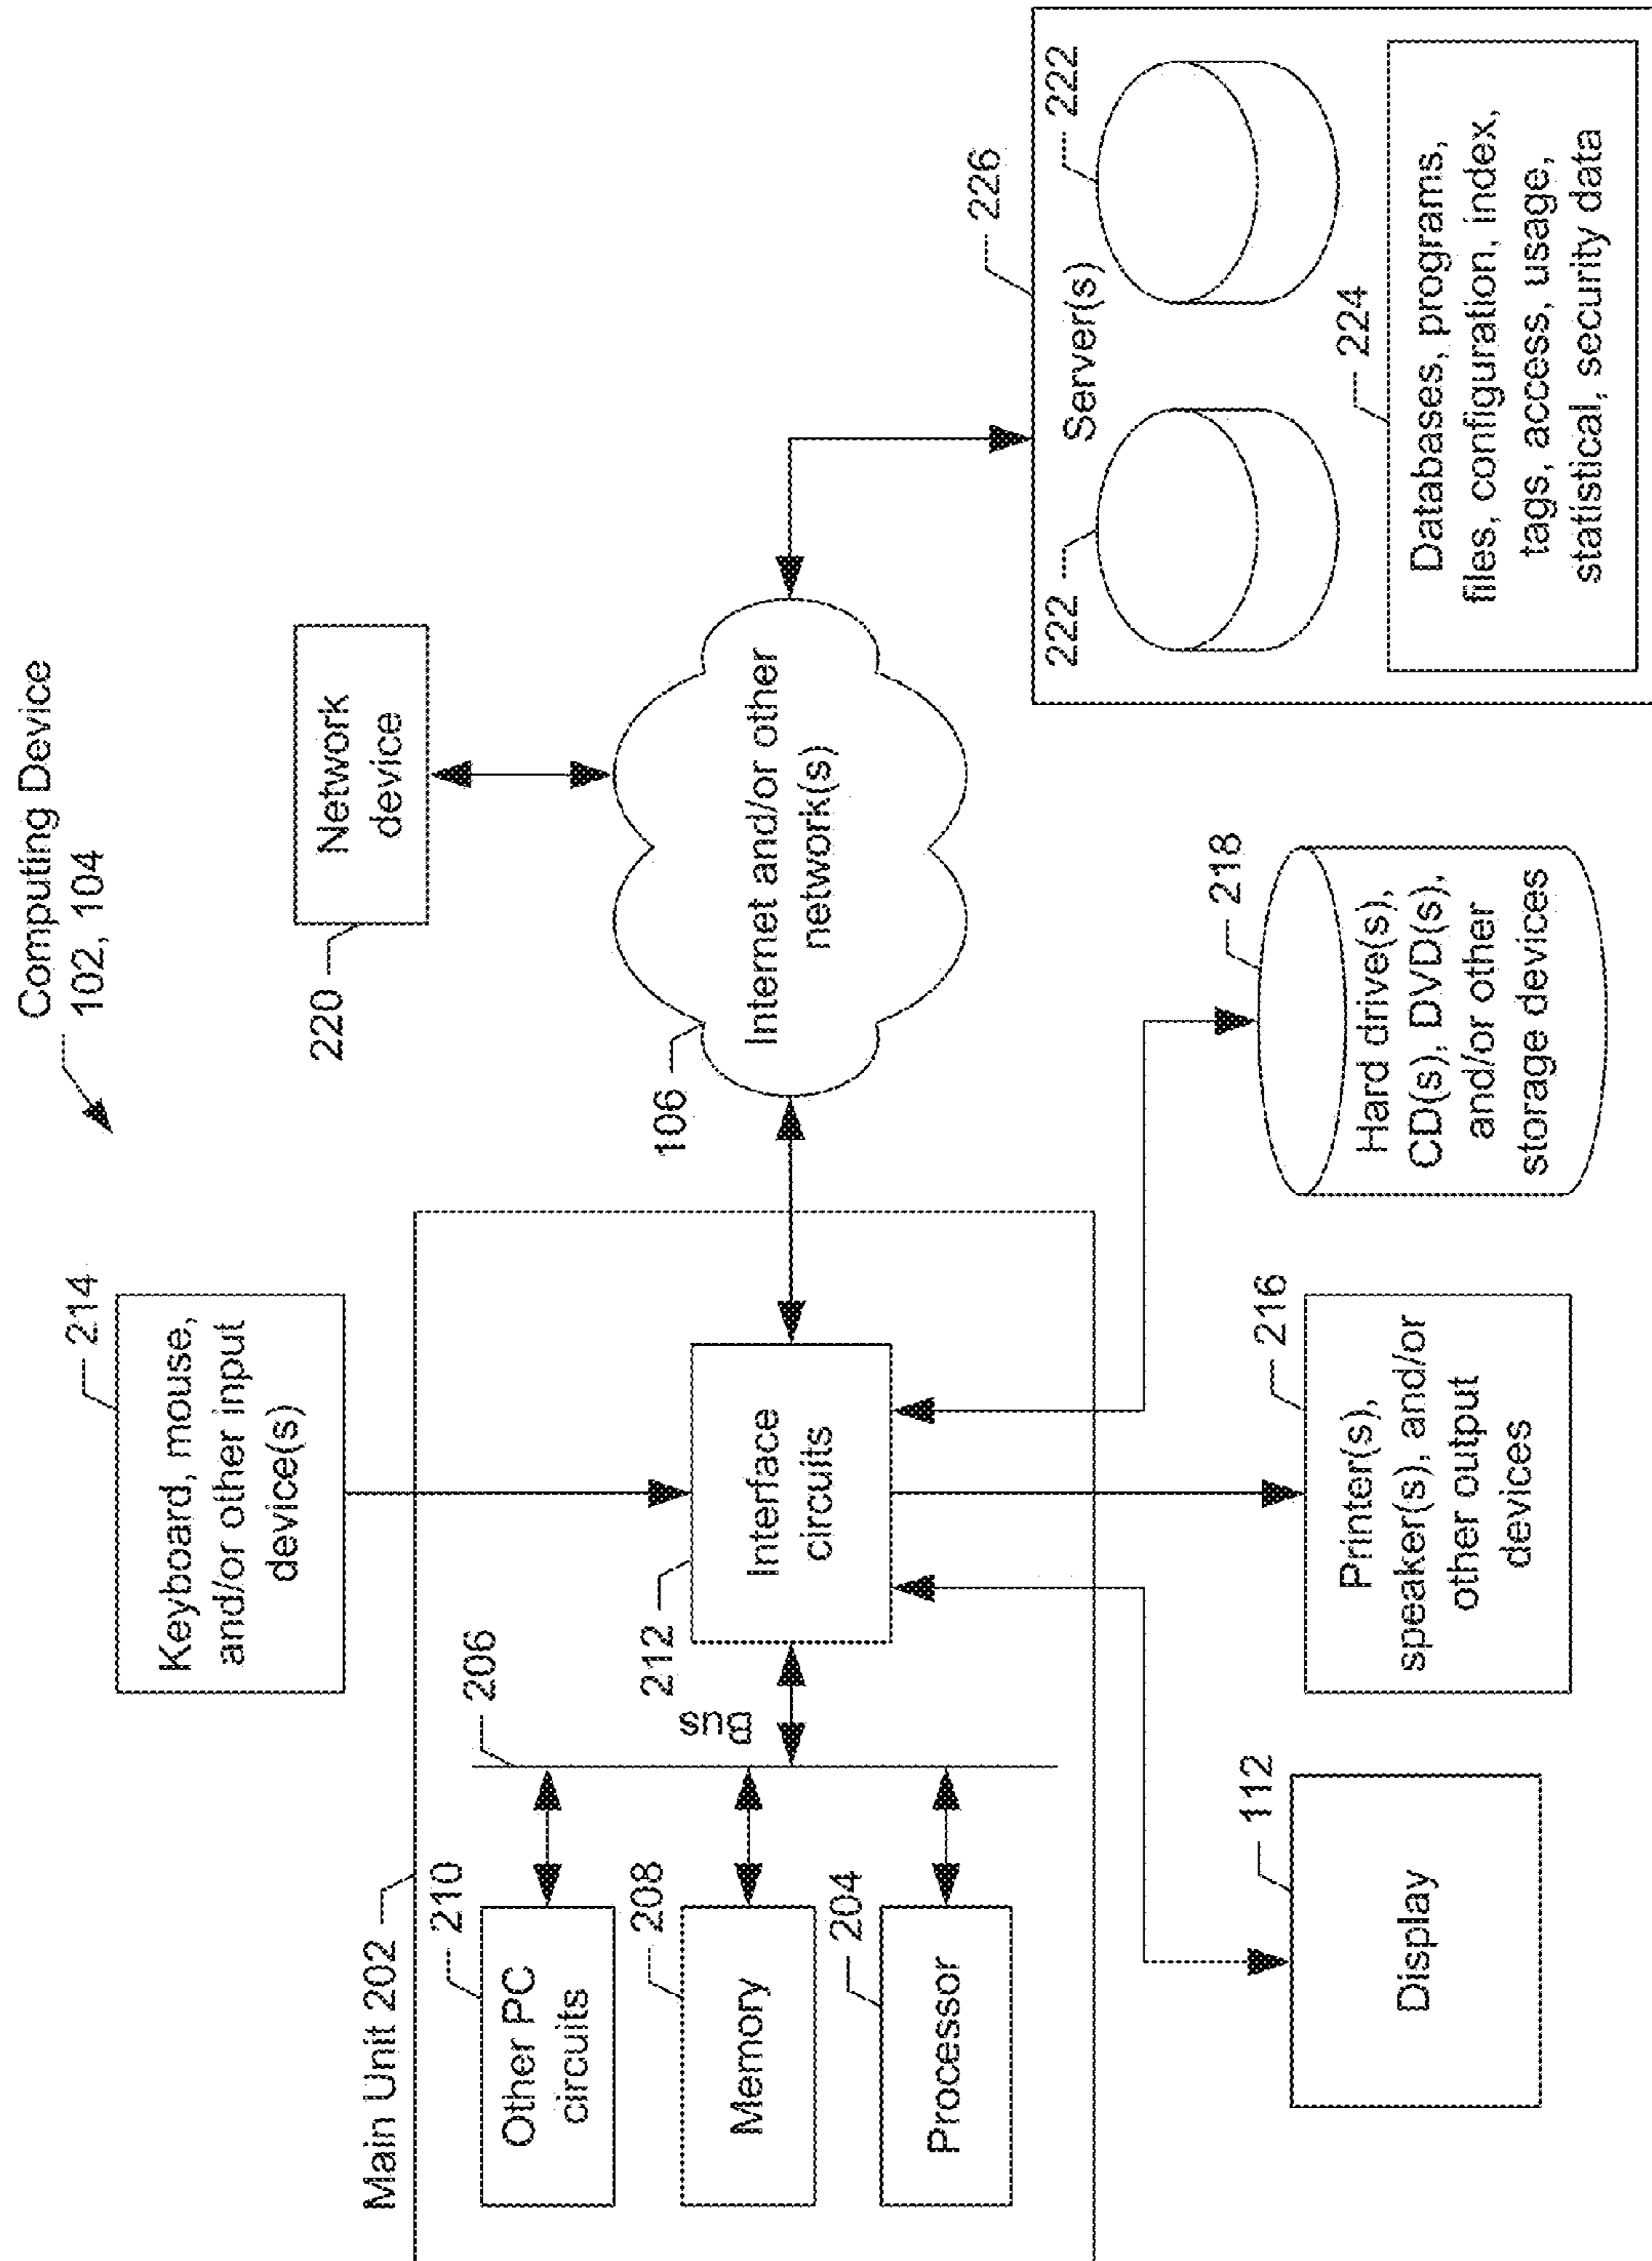 Computing Device
102, 104
Main Unit 202
214
Keyboard, mouse,
and/or other input
device(s)
220
Network
device
210
Other PC
circuits
206
Bus
208
Memory
204
Processor
212
Interface
circuits
106
Internet and/or other
network(s)
226
Server(s)
222
222
224
Databases, programs,
files, configuration, index,
tags, access, usage,
statistical, security data
112
Display
216
Printer(s),
speaker(s), and/or
other output
devices
218
Hard drive(s),
CD(s), DVD(s),
and/or other
storage devices